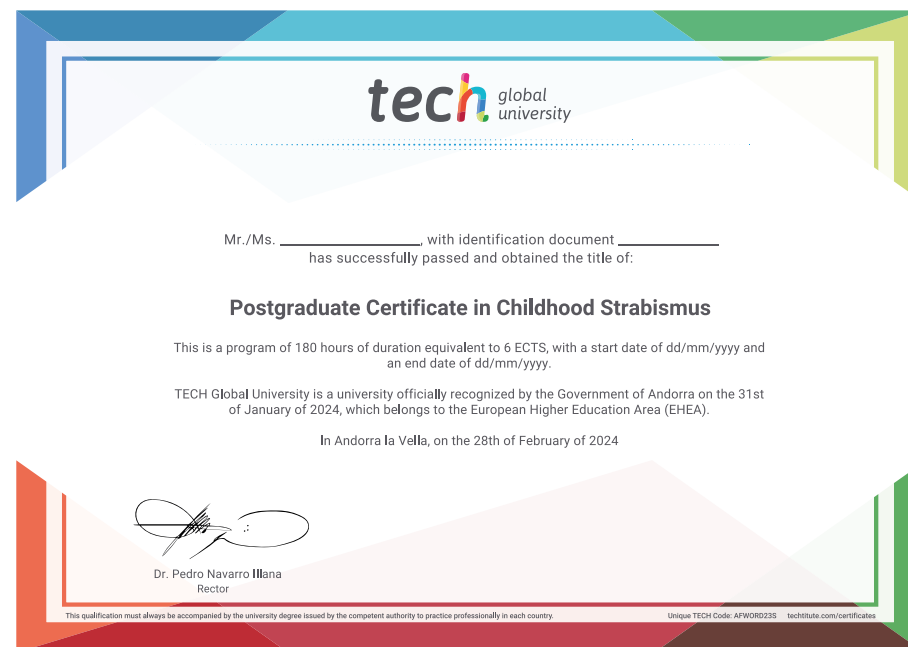 tech global
university
Mr./Ms. ____________, with identification document ____________
has successfully passed and obtained the title of:
Postgraduate Certificate in Childhood Strabismus
This is a program of 180 hours of duration equivalent to 6 ECTS, with a start date of dd/mm/yyyy and
an end date of dd/mm/yyyy.
TECH Global University is a university officially recognized by the Government of Andorra on the 31st
of January of 2024, which belongs to the European Higher Education Area (EHEA).
In Andorra la Vella, on the 28th of February of 2024
Dr. Pedro Navarro Illana
Rector
This qualification must always be accompanied by the university degree issued by the competent authority to practice professionally in each country. Unique TECH Code: AFWORD23S techtitute.com/certificates